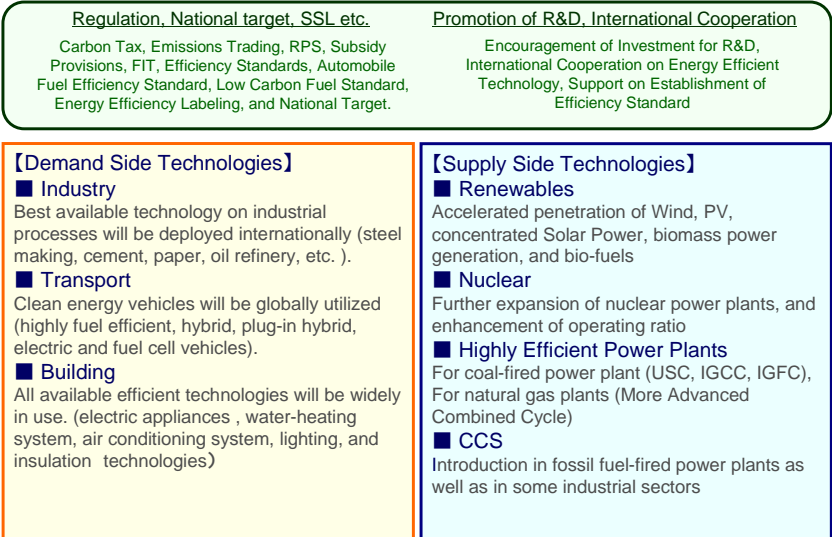 Regulation, National target, SSL etc.
Carbon Tax, Emissions Trading, RPS, Subsidy
Provisions, FIT, Efficiency Standards, Automobile
Fuel Efficiency Standard, Low Carbon Fuel Standard,
Energy Efficiency Labeling, and National Target.
Promotion of R&D, International Cooperation
Encouragement of Investment for R&D,
International Cooperation on Energy Efficient
Technology, Support on Establishment of
Efficiency Standard
【Demand Side Technologies】
■ Industry
Best available technology on industrial
processes will be deployed internationally (steel
making, cement, paper, oil refinery, etc. ).
■ Transport
Clean energy vehicles will be globally utilized
(highly fuel efficient, hybrid, plug-in hybrid,
electric and fuel cell vehicles).
■ Building
All available efficient technologies will be widely
in use. (electric appliances , water-heating
system, air conditioning system, lighting, and
insulation technologies）
【Supply Side Technologies】
■ Renewables
Accelerated penetration of Wind, PV,
concentrated Solar Power, biomass power
generation, and bio-fuels
■ Nuclear
Further expansion of nuclear power plants, and
enhancement of operating ratio
■ Highly Efficient Power Plants
For coal-fired power plant (USC, IGCC, IGFC),
For natural gas plants (More Advanced
Combined Cycle)
■ CCS
Introduction in fossil fuel-fired power plants as
well as in some industrial sectors